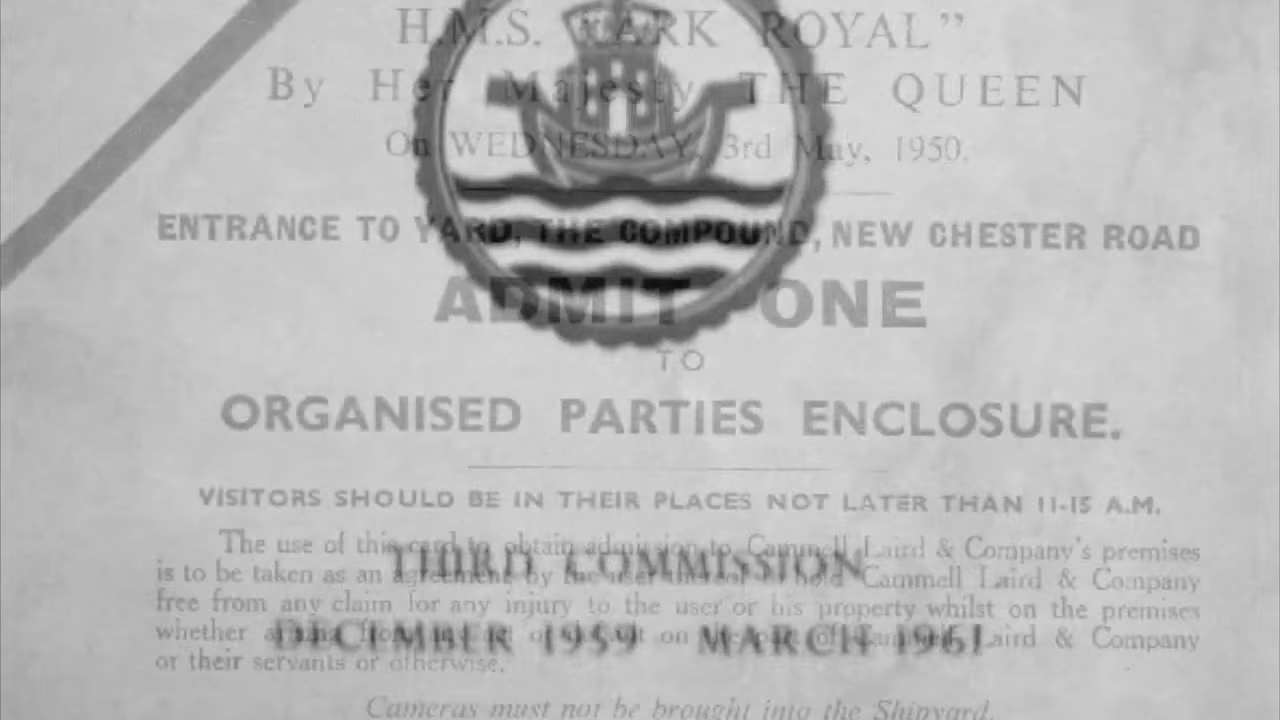 H.M.S. "ARK ROYAL"
By Her Majesty THE QUEEN
On WEDNESDAY, 3rd May, 1950.
ENTRANCE TO YARD, THE COMPOUND, NEW CHESTER ROAD
ADMIT ONE
TO
ORGANISED PARTIES ENCLOSURE.
VISITORS SHOULD BE IN THEIR PLACES NOT LATER THAN 11-15 A.M.
The use of this card to obtain admission to Cammell Laird & Company's premises
is to be taken as an agreement by the user thereof to hold Cammell Laird & Company
free from any claim for any injury to the user or his property whilst on the premises
whether on Laird & Company
or their servants or otherwise.
Cameras must not be brought into the Shipyard.
THIRD COMMISSION
DECEMBER 1959 MARCH 1961